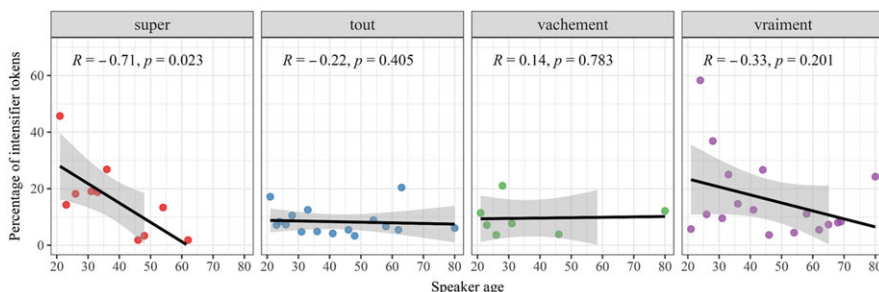 super tout vachement vraiment
R = −0.71, p = 0.023 R = −0.22, p = 0.405 R = 0.14, p = 0.783 R = −0.33, p = 0.201
Percentage of intensifier tokens
60
40
20
0
20 30 40 50 60 70 80 20 30 40 50 60 70 80 20 30 40 50 60 70 80 20 30 40 50 60 70 80
Speaker age